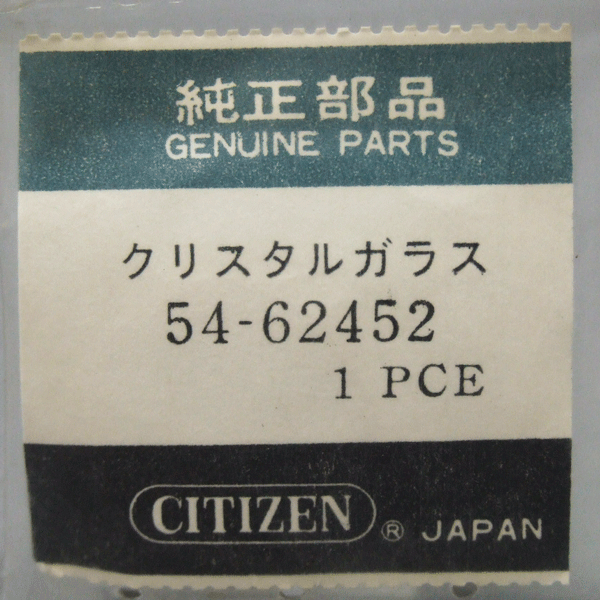 純正部品
GENUINE PARTS
クリスタルガラス
54-62452
1 PCE
CITIZEN ® JAPAN